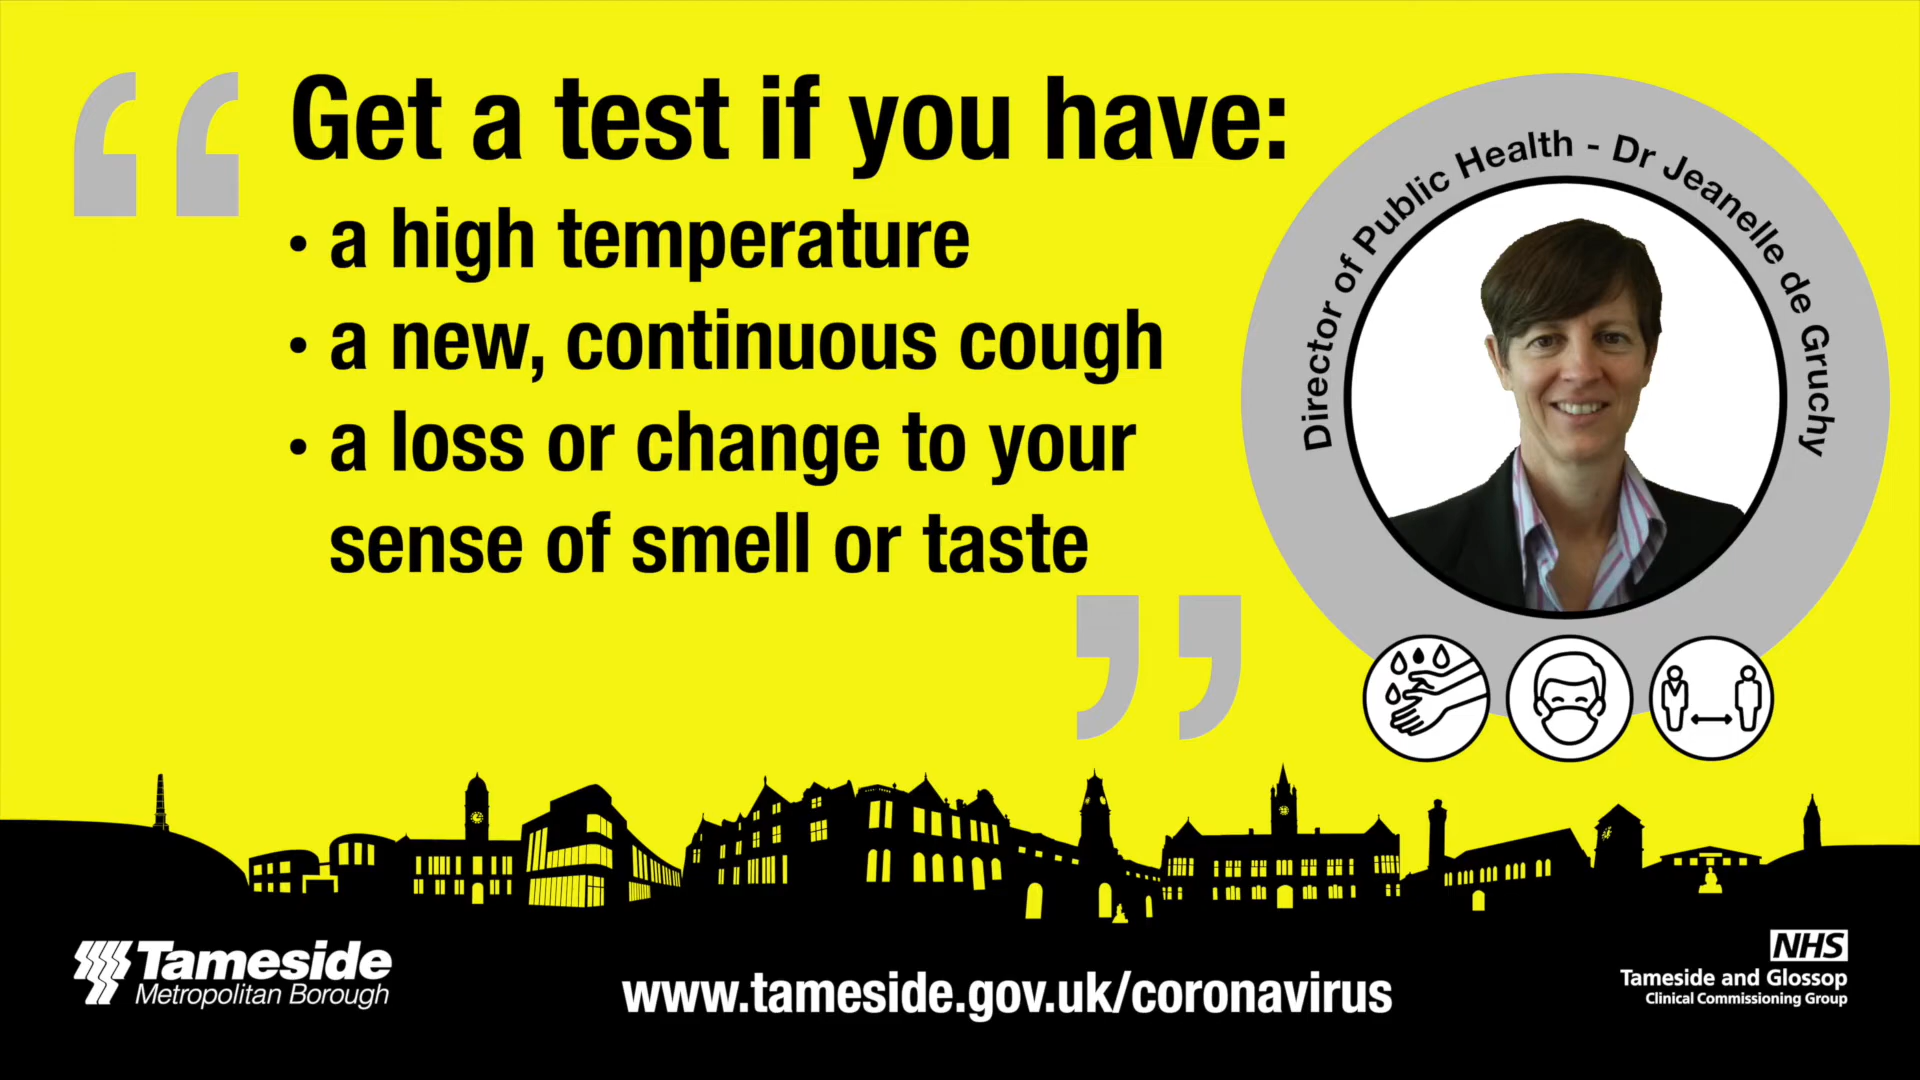 Get a test if you have:
• a high temperature
• a new, continuous cough
• a loss or change to your
sense of smell or taste
Director of Public Health - Dr Jeanelle de Gruchy
Tameside
Metropolitan Borough
www.tameside.gov.uk/coronavirus
NHS
Tameside and Glossop
Clinical Commissioning Group